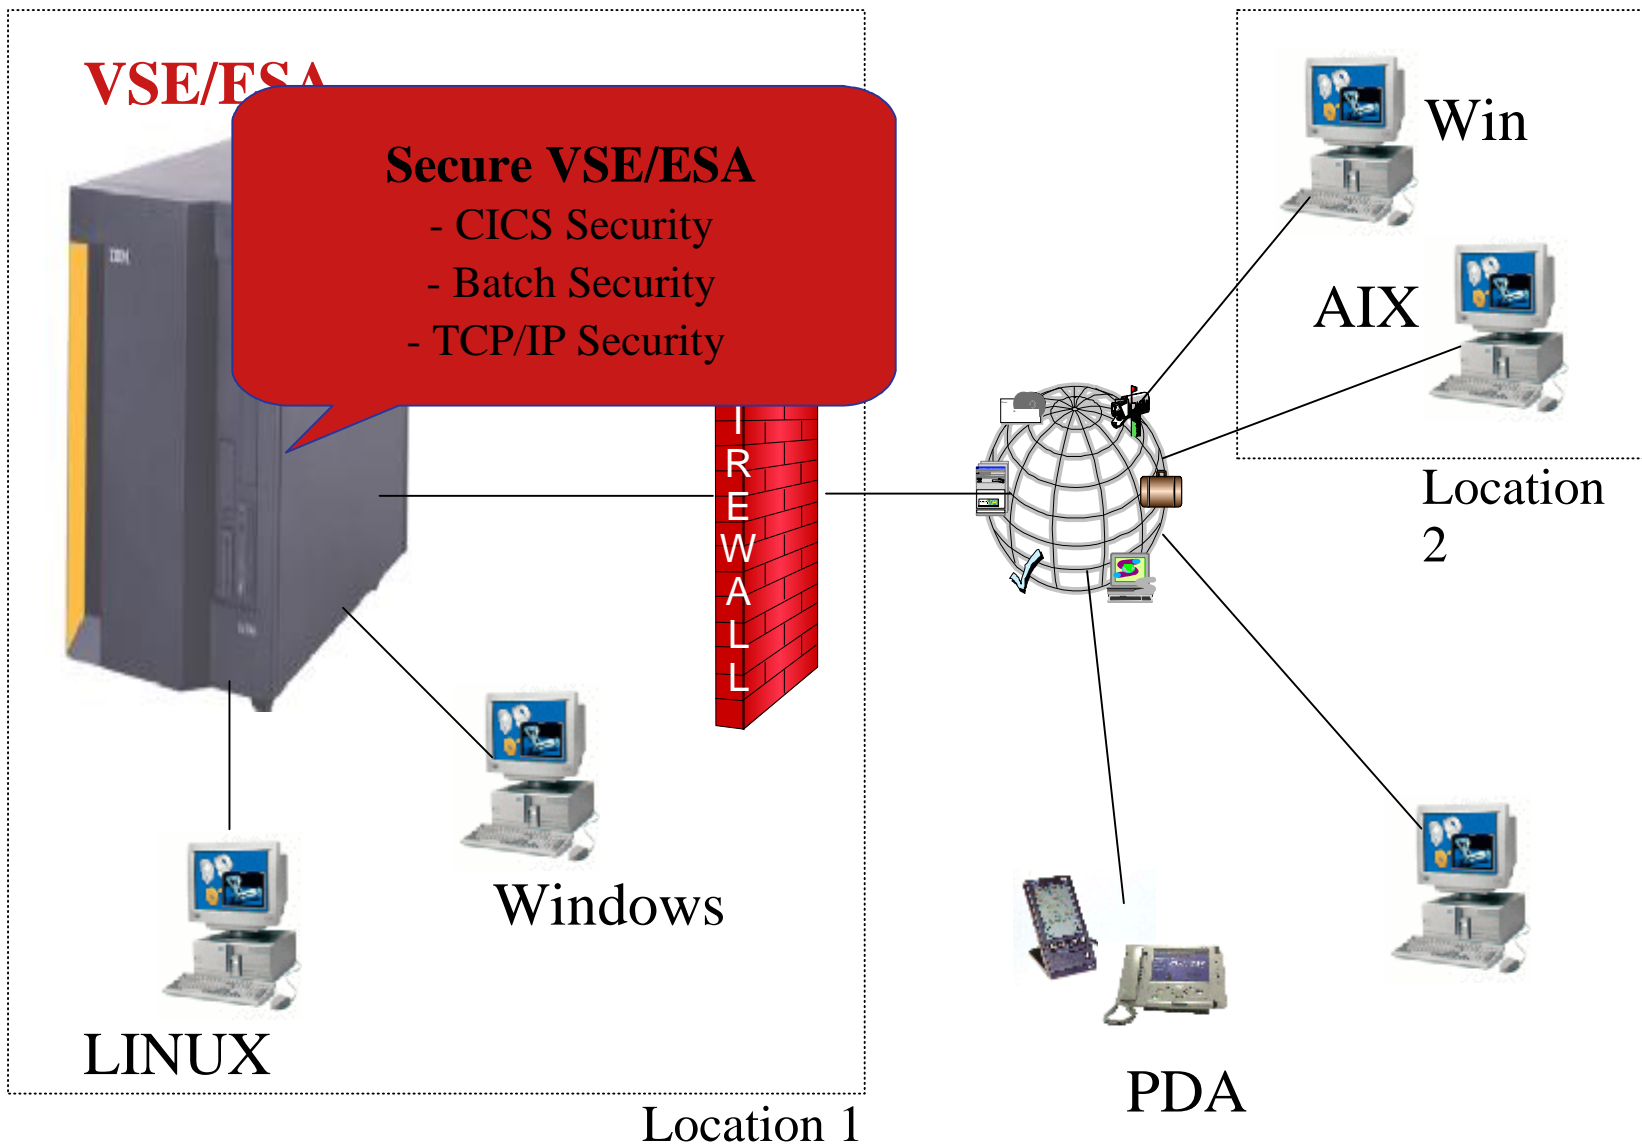 VSE/ESA
Secure VSE/ESA
- CICS Security
- Batch Security
- TCP/IP Security
IBM
I
R
E
W
A
L
L
Win
AIX
Location
2
Windows
LINUX
PDA
Location 1